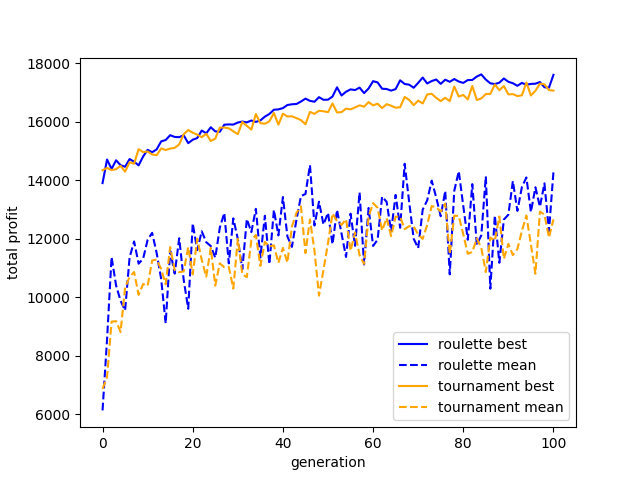 18000
16000
14000
12000
10000
8000
6000
total profit
0
20
40
60
80
100
generation
roulette best
roulette mean
tournament best
tournament mean